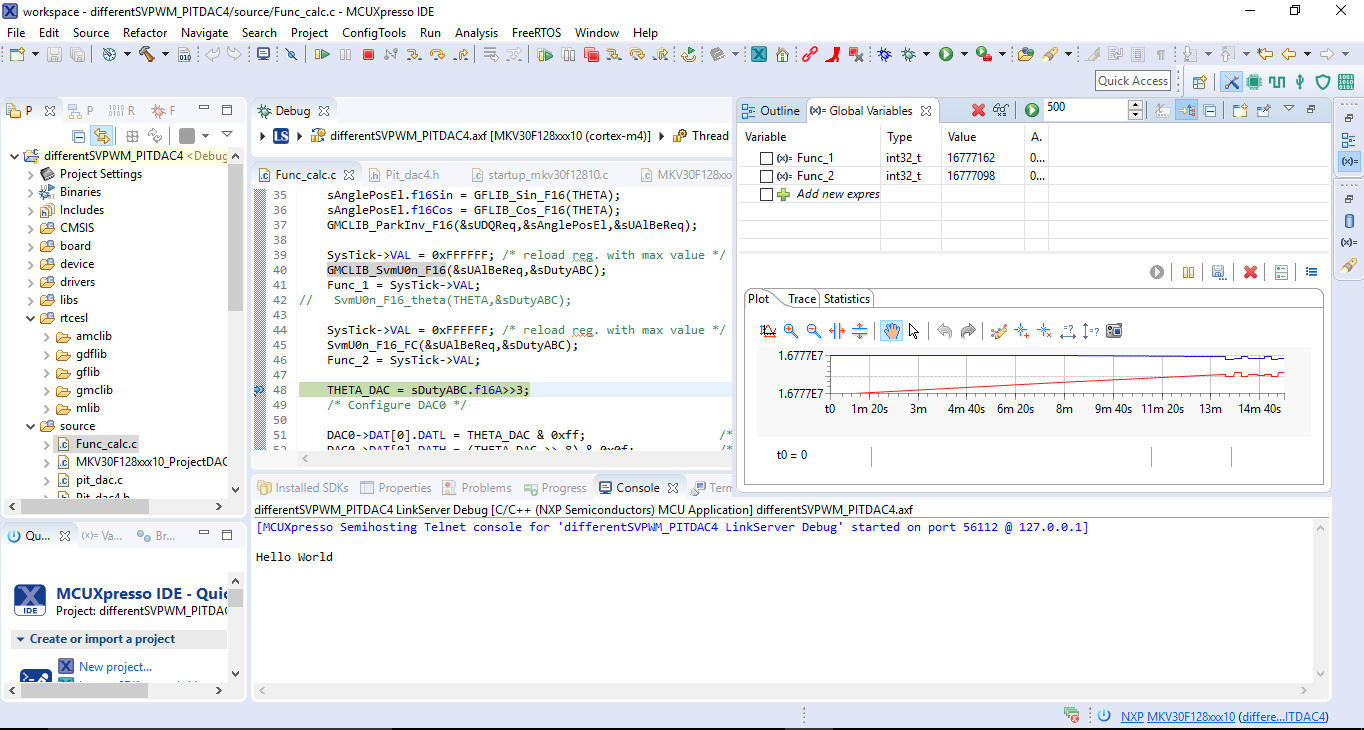 workspace - differentSVPWM_PITDAC4/source/Func_calc.c - MCUXpresso IDE
File Edit Source Refactor Navigate Search Project ConfigTools Run Analysis FreeRTOS Window Help
Quick Access
P P R F
differentSVPWM_PITDAC4 <Debug
Project Settings
Binaries
Includes
CMSIS
board
device
drivers
libs
rtcesl
amclib
gdflib
gflib
gmclib
mlib
source
Func_calc.c
MKV30F128xxx10_ProjectDAC
pit_dac.c
Pit_dac4.h
Qu... (x)= Va... Br...
MCUXpresso IDE - Quic
IDE
Project: differentSVPWM_PITDAC
Create or import a project
New project...
Debug
LS differentSVPWM_PITDAC4.axf [MKV30F128xxx10 (cortex-m4)] Thread
Func_calc.c Pit_dac4.h startup_mkv30f12810.c MKV30F128xxx
35 sAnglePosEl.f16Sin = GFLIB_Sin_F16(THETA);
36 sAnglePosEl.f16Cos = GFLIB_Cos_F16(THETA);
37 GMCLIB_ParkInv_F16(&sUDQReq,&sAnglePosEl,&sUAlBeReq);
38
39 SysTick->VAL = 0xFFFFFF; /* reload reg. with max value */
40 GMCLIB_SvmU0n_F16(&sUAlBeReq,&sDutyABC);
41 Func_1 = SysTick->VAL;
42 // SvmU0n_F16_theta(THETA,&sDutyABC);
43
44 SysTick->VAL = 0xFFFFFF; /* reload reg. with max value */
45 SvmU0n_F16_FC(&sUAlBeReq,&sDutyABC);
46 Func_2 = SysTick->VAL;
47
48 THETA_DAC = sDutyABC.f16A>>3;
49 /* Configure DAC0 */
50
51 DAC0->DAT[0].DATL = THETA_DAC & 0xff; /*
52 DAC0->DAT[0].DATH = (THETA_DAC >> 8) & 0x0f; /*
Installed SDKs Properties Problems Progress Console Term
differentSVPWM_PITDAC4 LinkServer Debug [C/C++ (NXP Semiconductors) MCU Application] differentSVPWM_PITDAC4.axf
[MCUXpresso Semihosting Telnet console for 'differentSVPWM_PITDAC4 LinkServer Debug' started on port 56112 @ 127.0.0.1]
Hello World
Outline (x)= Global Variables 500
Variable Type Value A.
(x)= Func_1 int32_t 16777162 0...
(x)= Func_2 int32_t 16777098 0...
Add new expres
Plot Trace Statistics
1.6777E7
1.6777E7
t0 1m 20s 3m 4m 40s 6m 20s 8m 9m 40s 11m 20s 14m 40s
t0 = 0
NXP MKV30F128xxx10 (differe...ITDAC4)